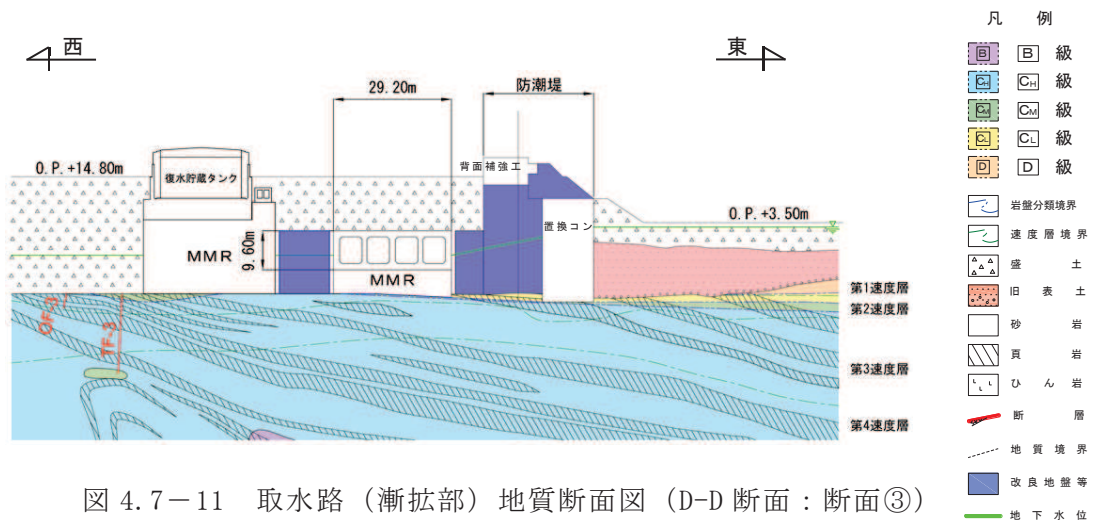 西
東
29.20m
防潮堤
背面補強工
O.P.+14.80m
復水貯蔵タンク
O.P.+3.50m
置換コン
MMR
9.60m
MMR
OF-3
TF-3
第1速度層
第2速度層
第3速度層
第4速度層
凡 例
B B 級
CH CH 級
CM CM 級
CL CL 級
D D 級
岩盤分類境界
速度層境界
盛 土
旧 表 土
砂 岩
頁 岩
ひ ん 岩
断 層
地 質 境 界
改 良 地 盤 等
地 下 水 位
図 4.7-11 取水路(漸拡部)地質断面図(D-D 断面:断面③)